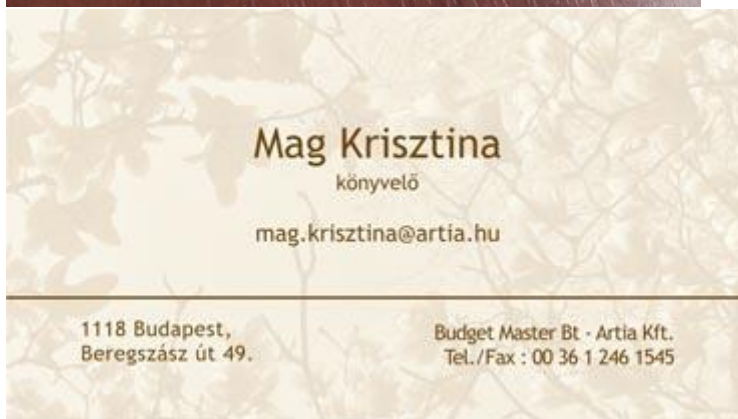 Mag Krisztina
könyvelő
mag.krisztina@artia.hu
1118 Budapest,
Beregszász út 49.
Budget Master Bt - Artia Kft.
Tel./Fax : 00 36 1 246 1545